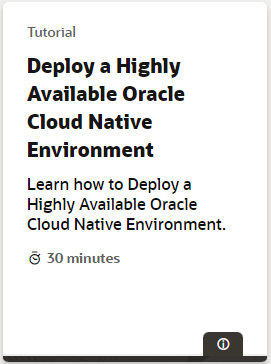 Tutorial
Deploy a Highly
Available Oracle
Cloud Native
Environment
Learn how to Deploy a
Highly Available Oracle
Cloud Native Environment.
30 minutes